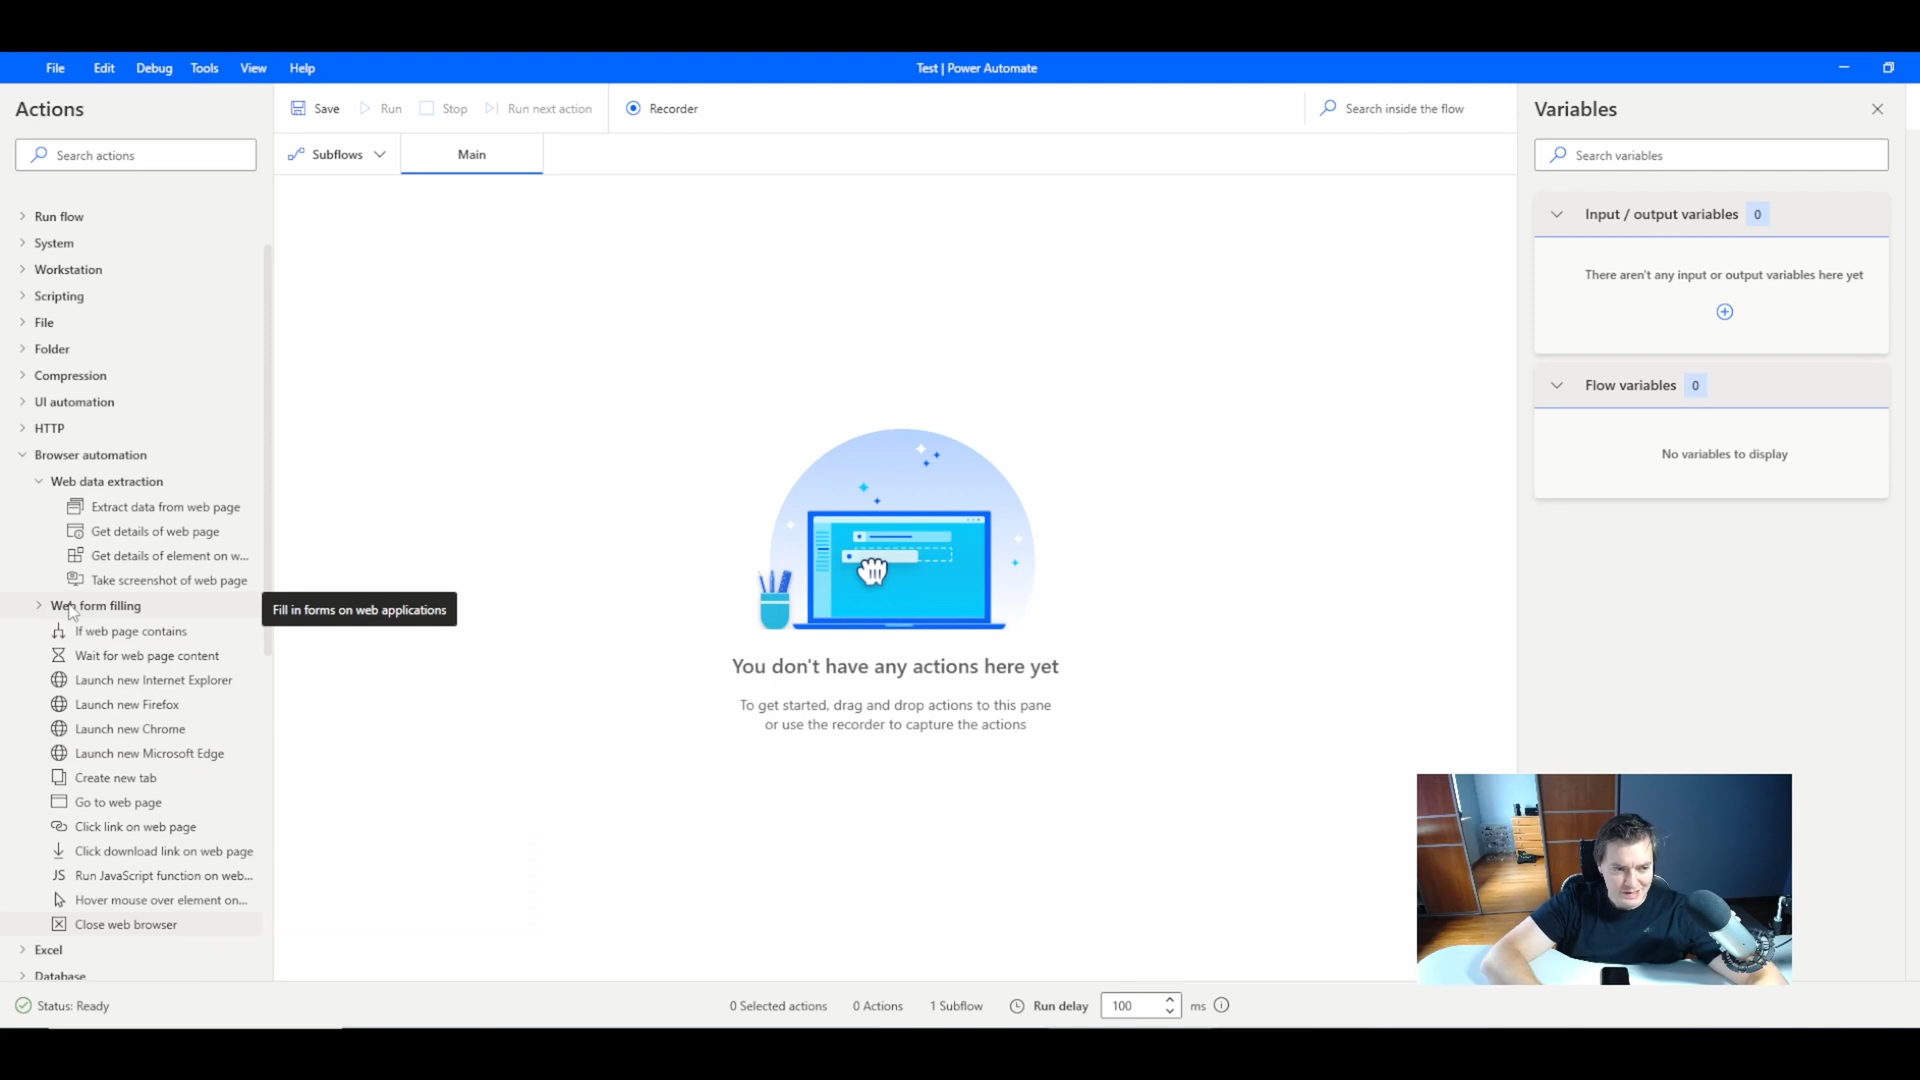 File Edit Debug Tools View Help
Test | Power Automate
Actions
Search actions
Run flow
System
Workstation
Scripting
File
Folder
Compression
UI automation
HTTP
Browser automation
Web data extraction
Extract data from web page
Get details of web page
Get details of element on w...
Take screenshot of web page
Web form filling
Fill in forms on web applications
If web page contains
Wait for web page content
Launch new Internet Explorer
Launch new Firefox
Launch new Chrome
Launch new Microsoft Edge
Create new tab
Go to web page
Click link on web page
Click download link on web page
JS Run JavaScript function on web...
Hover mouse over element on...
Close web browser
Excel
Database
Save Run Stop Run next action Recorder
Search inside the flow
Subflows Main
You don't have any actions here yet
To get started, drag and drop actions to this pane
or use the recorder to capture the actions
Variables
Search variables
Input / output variables 0
There aren't any input or output variables here yet
Flow variables 0
No variables to display
Status: Ready
0 Selected actions 0 Actions 1 Subflow Run delay 100 ms